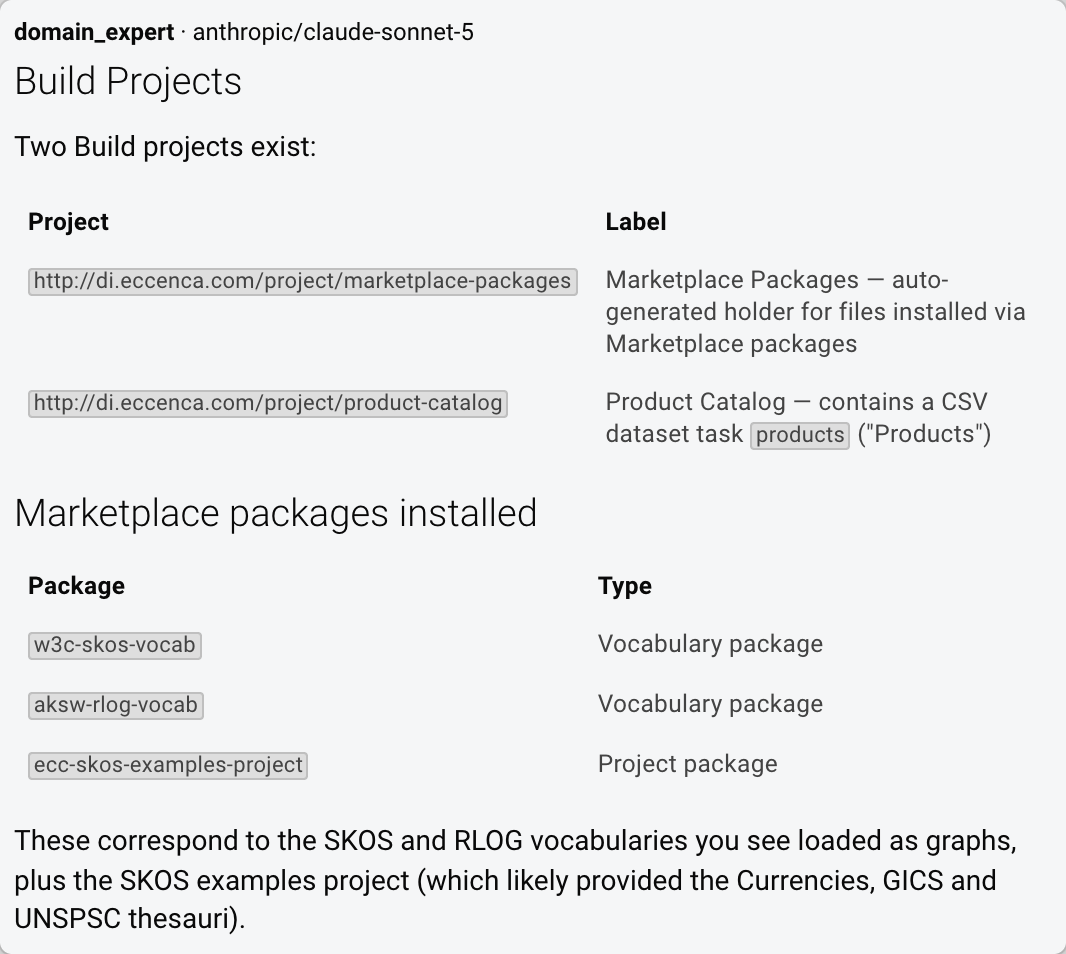 domain_expert · anthropic/claude-sonnet-5
Build Projects
Two Build projects exist:
Project Label
http://di.eccenca.com/project/marketplace-packages Marketplace Packages — auto-
generated holder for files installed via
Marketplace packages
http://di.eccenca.com/project/product-catalog Product Catalog — contains a CSV
dataset task products ("Products")
Marketplace packages installed
Package Type
w3c-skos-vocab Vocabulary package
aksw-rlog-vocab Vocabulary package
ecc-skos-examples-project Project package
These correspond to the SKOS and RLOG vocabularies you see loaded as graphs,
plus the SKOS examples project (which likely provided the Currencies, GICS and
UNSPSC thesauri).